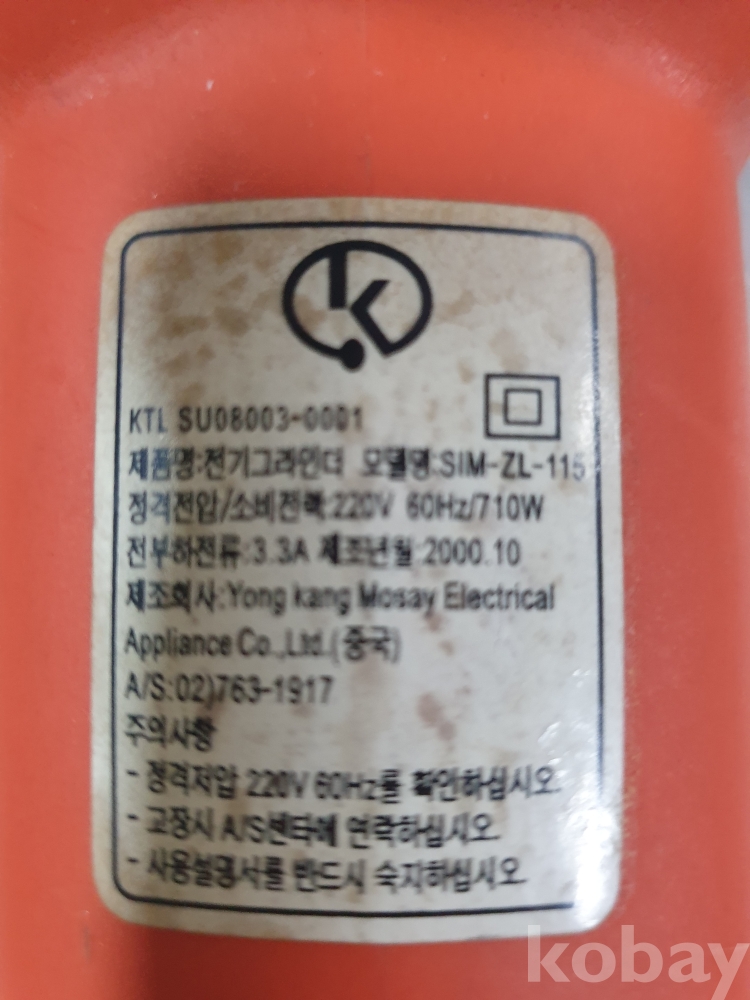 KTL SU08003-0001
제품명:전기그라인더 모델명:SIM-ZL-115
정격전압/소비전력:220V 60Hz/710W
전부하전류:3.3A 제조년월:2000.10
제조회사:Yong kang Mosay Electrical
Appliance Co.,Ltd.(중국)
A/S:02)763-1917
주의사항
- 정격저압 220V 60Hz를 확인하십시오.
- 고장시 A/S센타에 연락하십시오.
- 사용설명서를 반드시 숙지하십시오.
kobay